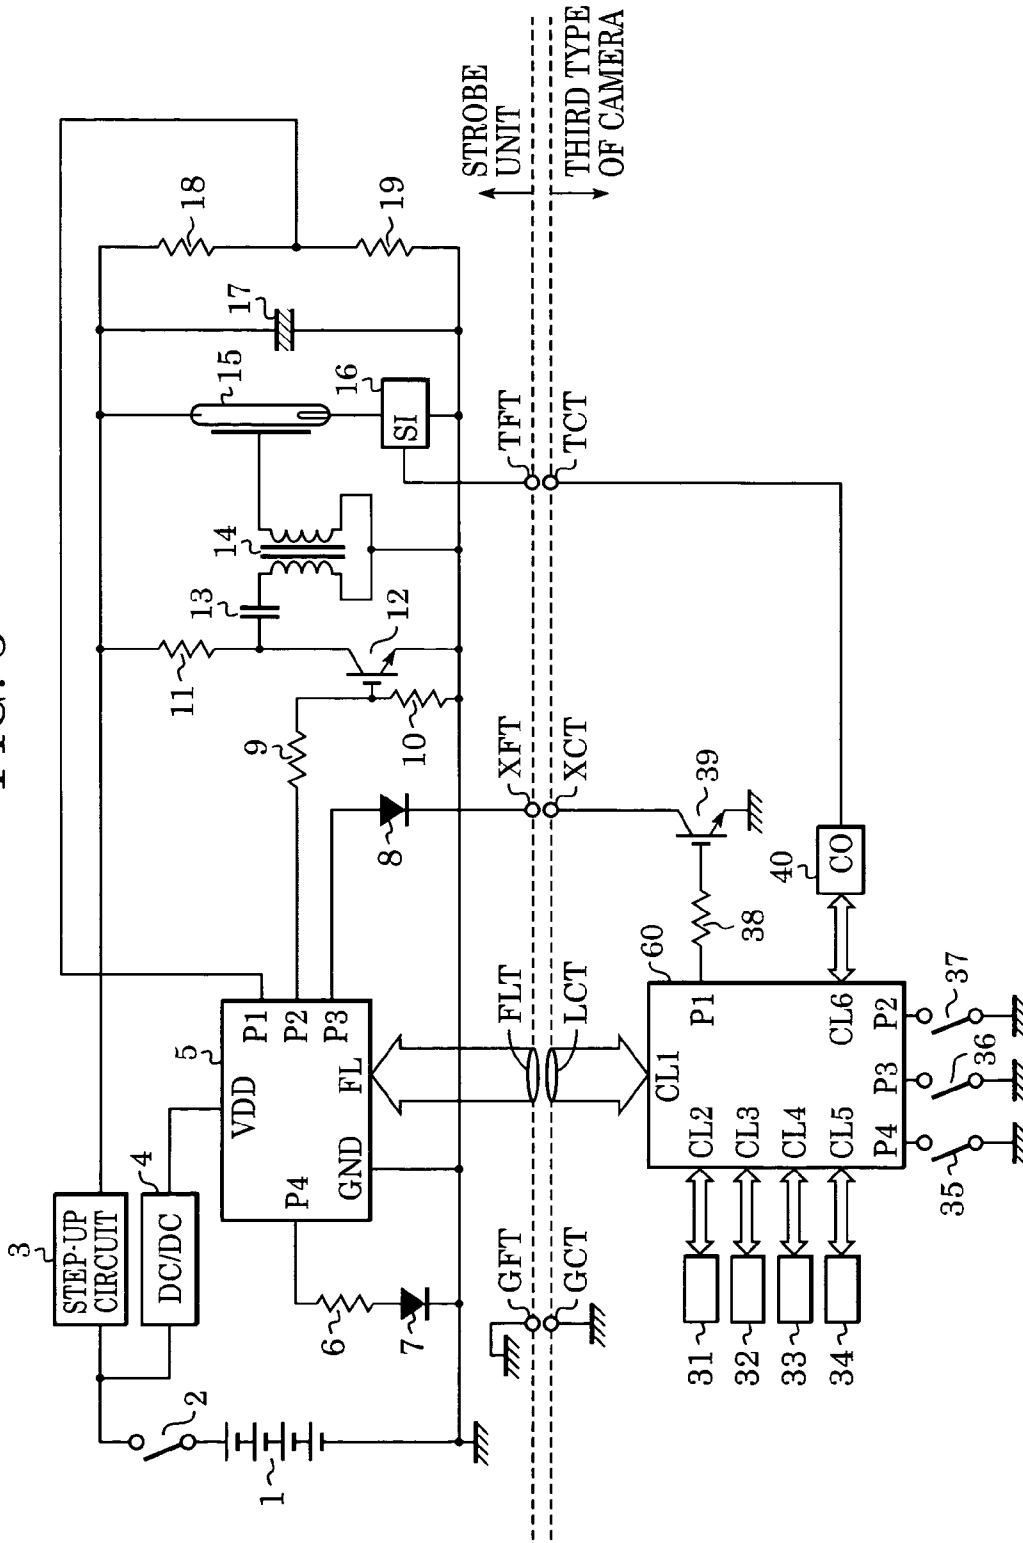 FIG.
3
STEP-UP
CIRCUIT
4
DC/DC
2
1
5
VDD
P1
P2
P3
P4
GND
FL
6
7
8
9
10
11
12
13
14
15
16
SI
17
18
19
STROBE
UNIT
THIRD TYPE
OF CAMERA
GFT
FLT
XFT
TFT
GCT
LCT
XCT
TCT
60
CL1
P1
CL2
CL3
CL4
CL5
CL6
P4
P3
P2
38
39
40
CO
31
32
33
34
35
36
37